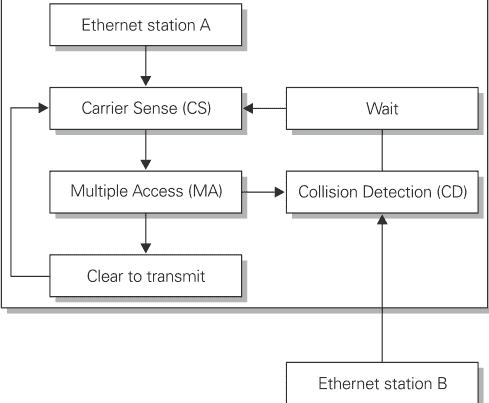 Ethernet station A
Carrier Sense (CS)
Wait
Multiple Access (MA)
Collision Detection (CD)
Clear to transmit
Ethernet station B